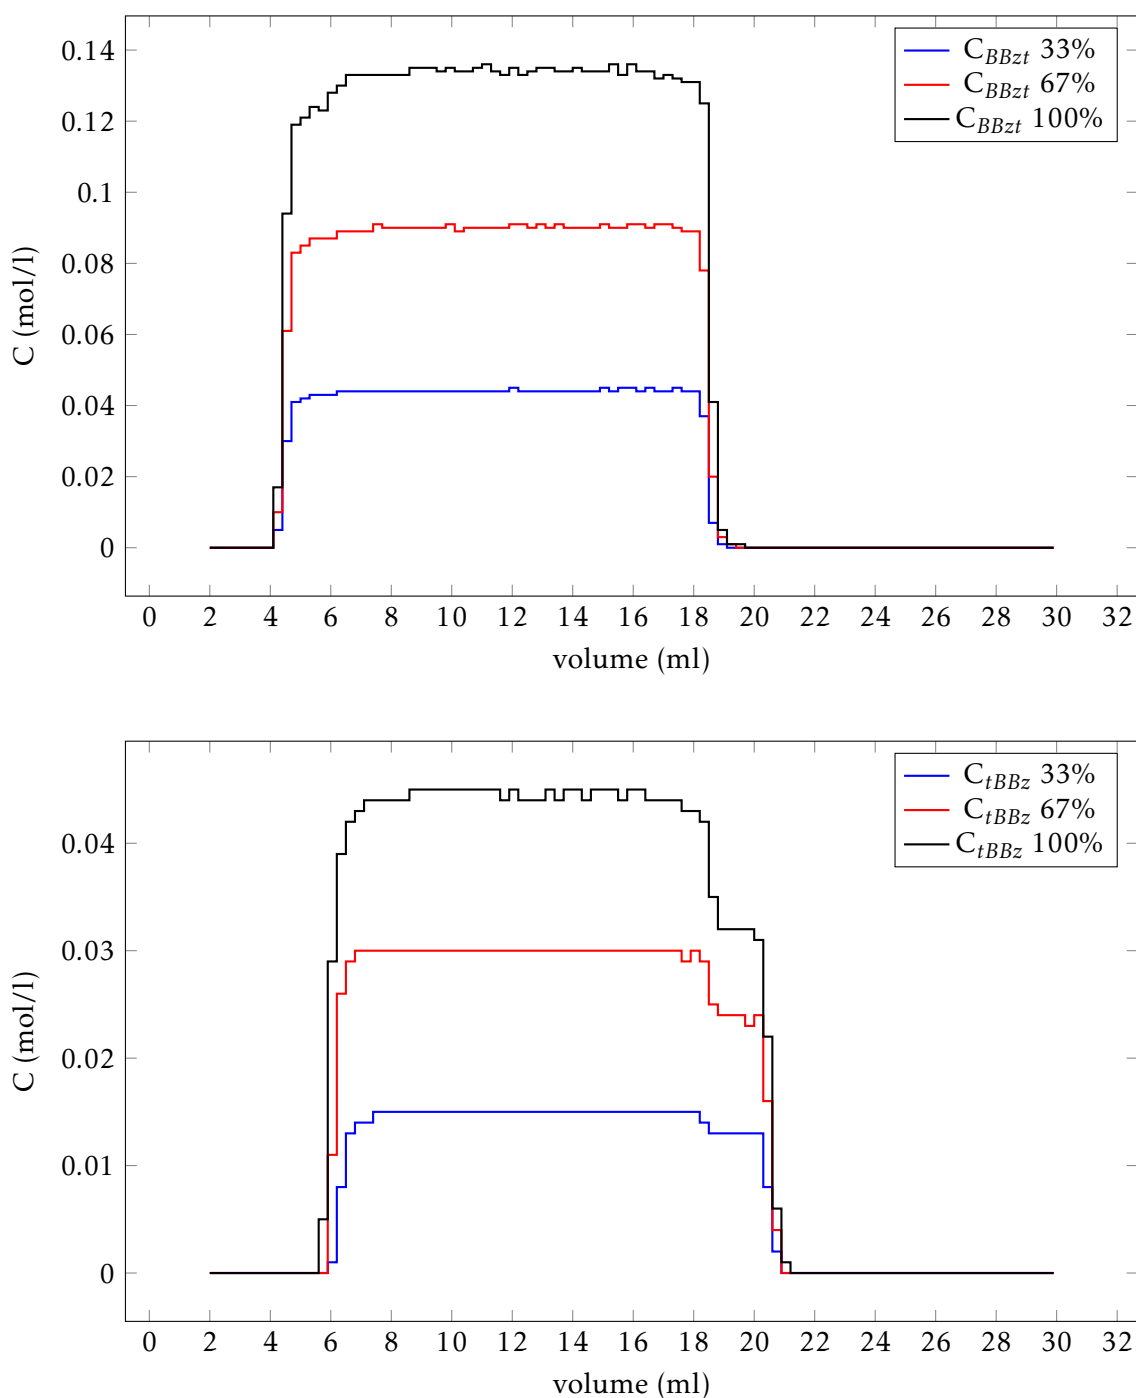 C_BBzt 33%
C_BBzt 67%
C_BBzt 100%
0.14
0.12
0.1
0.08
0.06
0.04
0.02
0
C (mol/l)
0 2 4 6 8 10 12 14 16 18 20 22 24 26 28 30 32
volume (ml)
C_tBBz 33%
C_tBBz 67%
C_tBBz 100%
0.04
0.03
0.02
0.01
0
C (mol/l)
0 2 4 6 8 10 12 14 16 18 20 22 24 26 28 30 32
volume (ml)